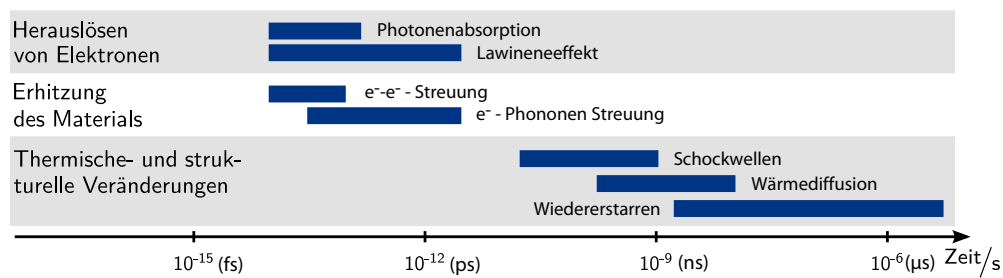 Herauslösen
von Elektronen
Photonenabsorption
Lawineneeffekt
Erhitzung
des Materials
e⁻-e⁻ - Streuung
e⁻ - Phononen Streuung
Thermische- und struk-
turelle Veränderungen
Schockwellen
Wärmediffusion
Wiedererstarren
10⁻¹⁵ (fs) 10⁻¹² (ps) 10⁻⁹ (ns) 10⁻⁶ (µs) Zeit/s